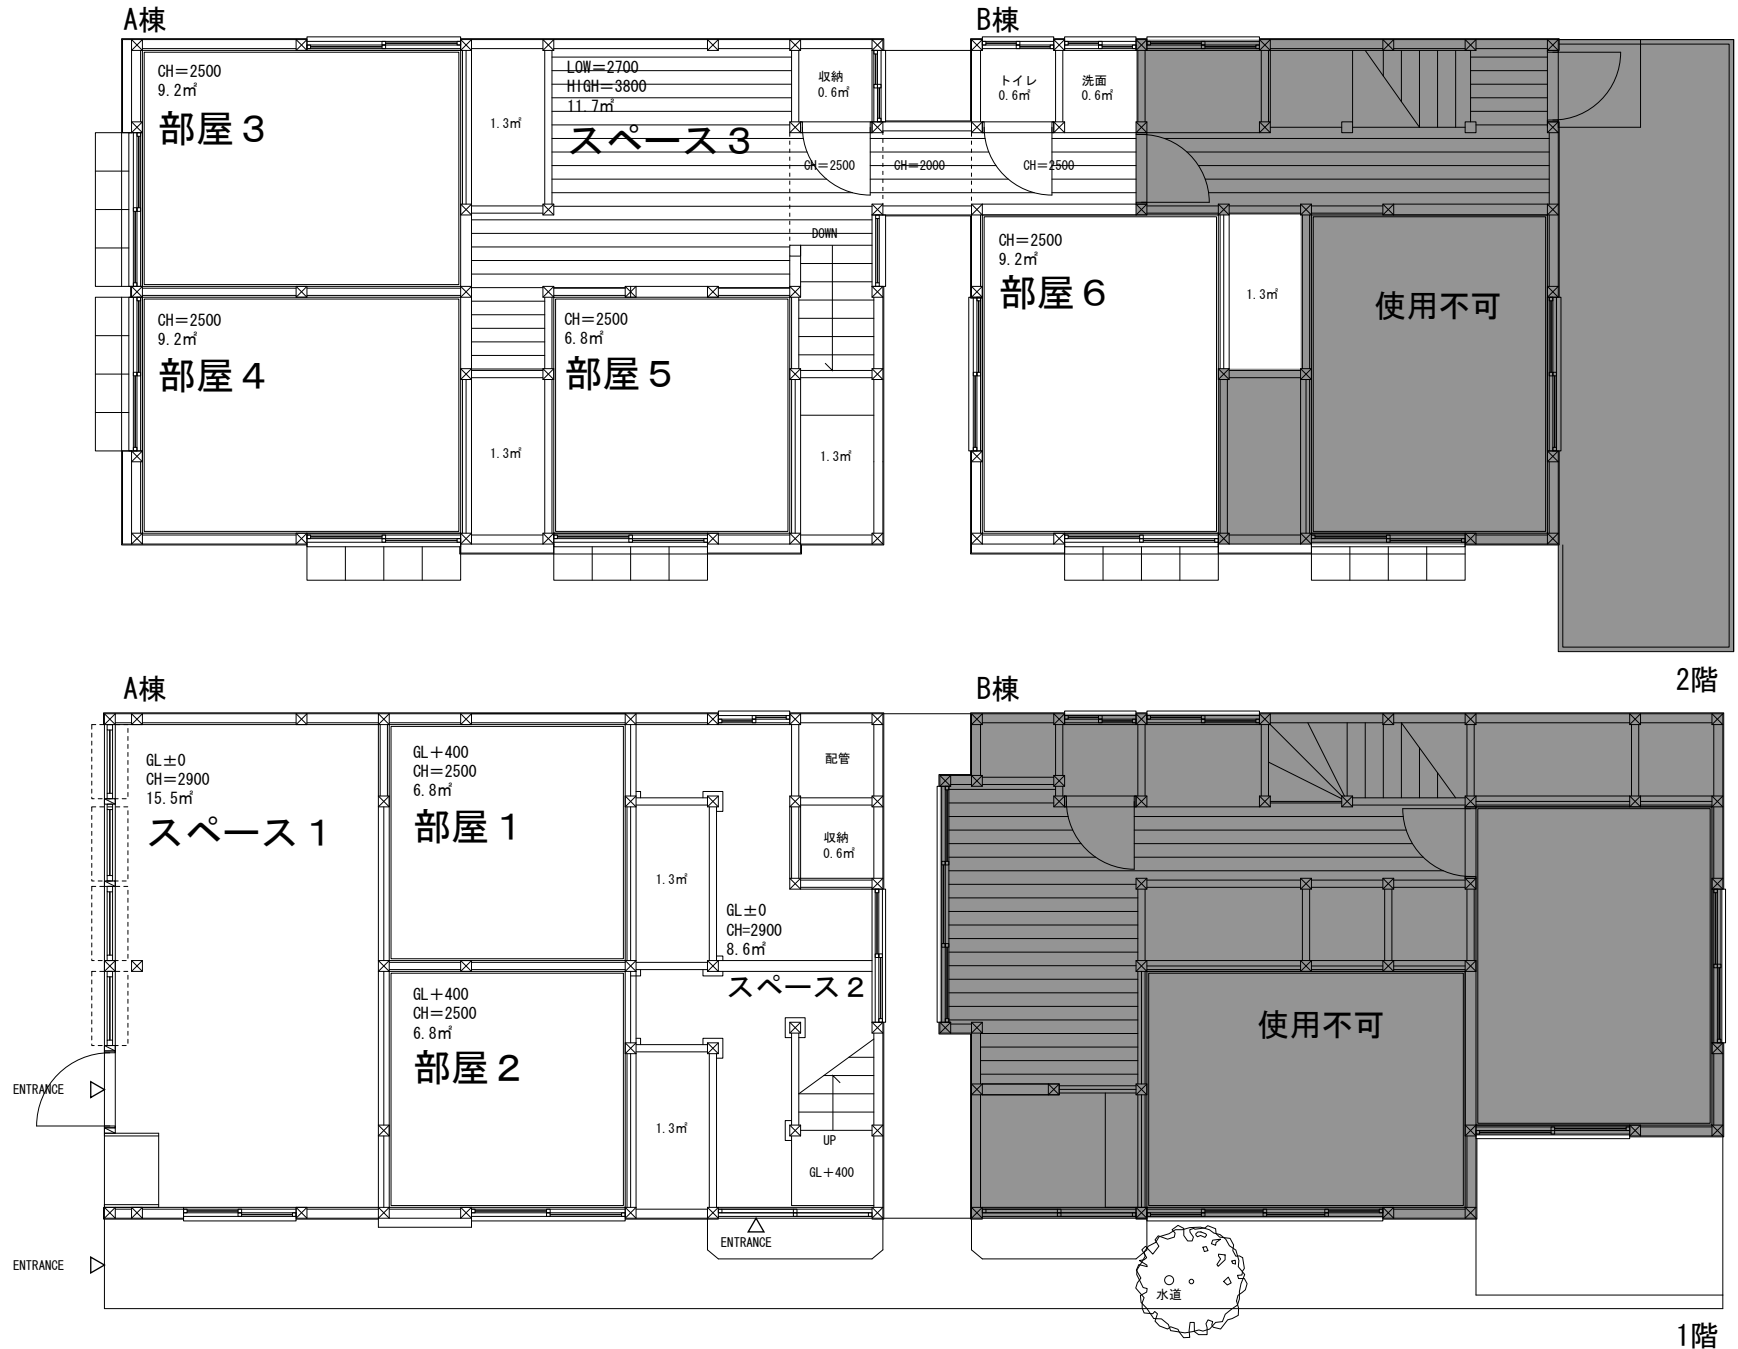 A棟
B棟
CH＝2500
9.2㎡
部屋３
1.3㎡
LOW＝2700
HIGH＝3800
11.7㎡
スペース３
収納
0.6㎡
トイレ
0.6㎡
洗面
0.6㎡
CH＝2500
CH＝2000
CH＝2500
DOWN
CH＝2500
9.2㎡
部屋６
1.3㎡
使用不可
CH＝2500
9.2㎡
部屋４
CH＝2500
6.8㎡
部屋５
1.3㎡
1.3㎡
2階
A棟
B棟
GL±0
CH＝2900
15.5㎡
スペース１
GL＋400
CH＝2500
6.8㎡
部屋１
配管
収納
0.6㎡
1.3㎡
GL±0
CH=2900
8.6㎡
スペース２
GL＋400
CH＝2500
6.8㎡
部屋２
使用不可
ENTRANCE
1.3㎡
UP
GL＋400
ENTRANCE
ENTRANCE
水道
1階